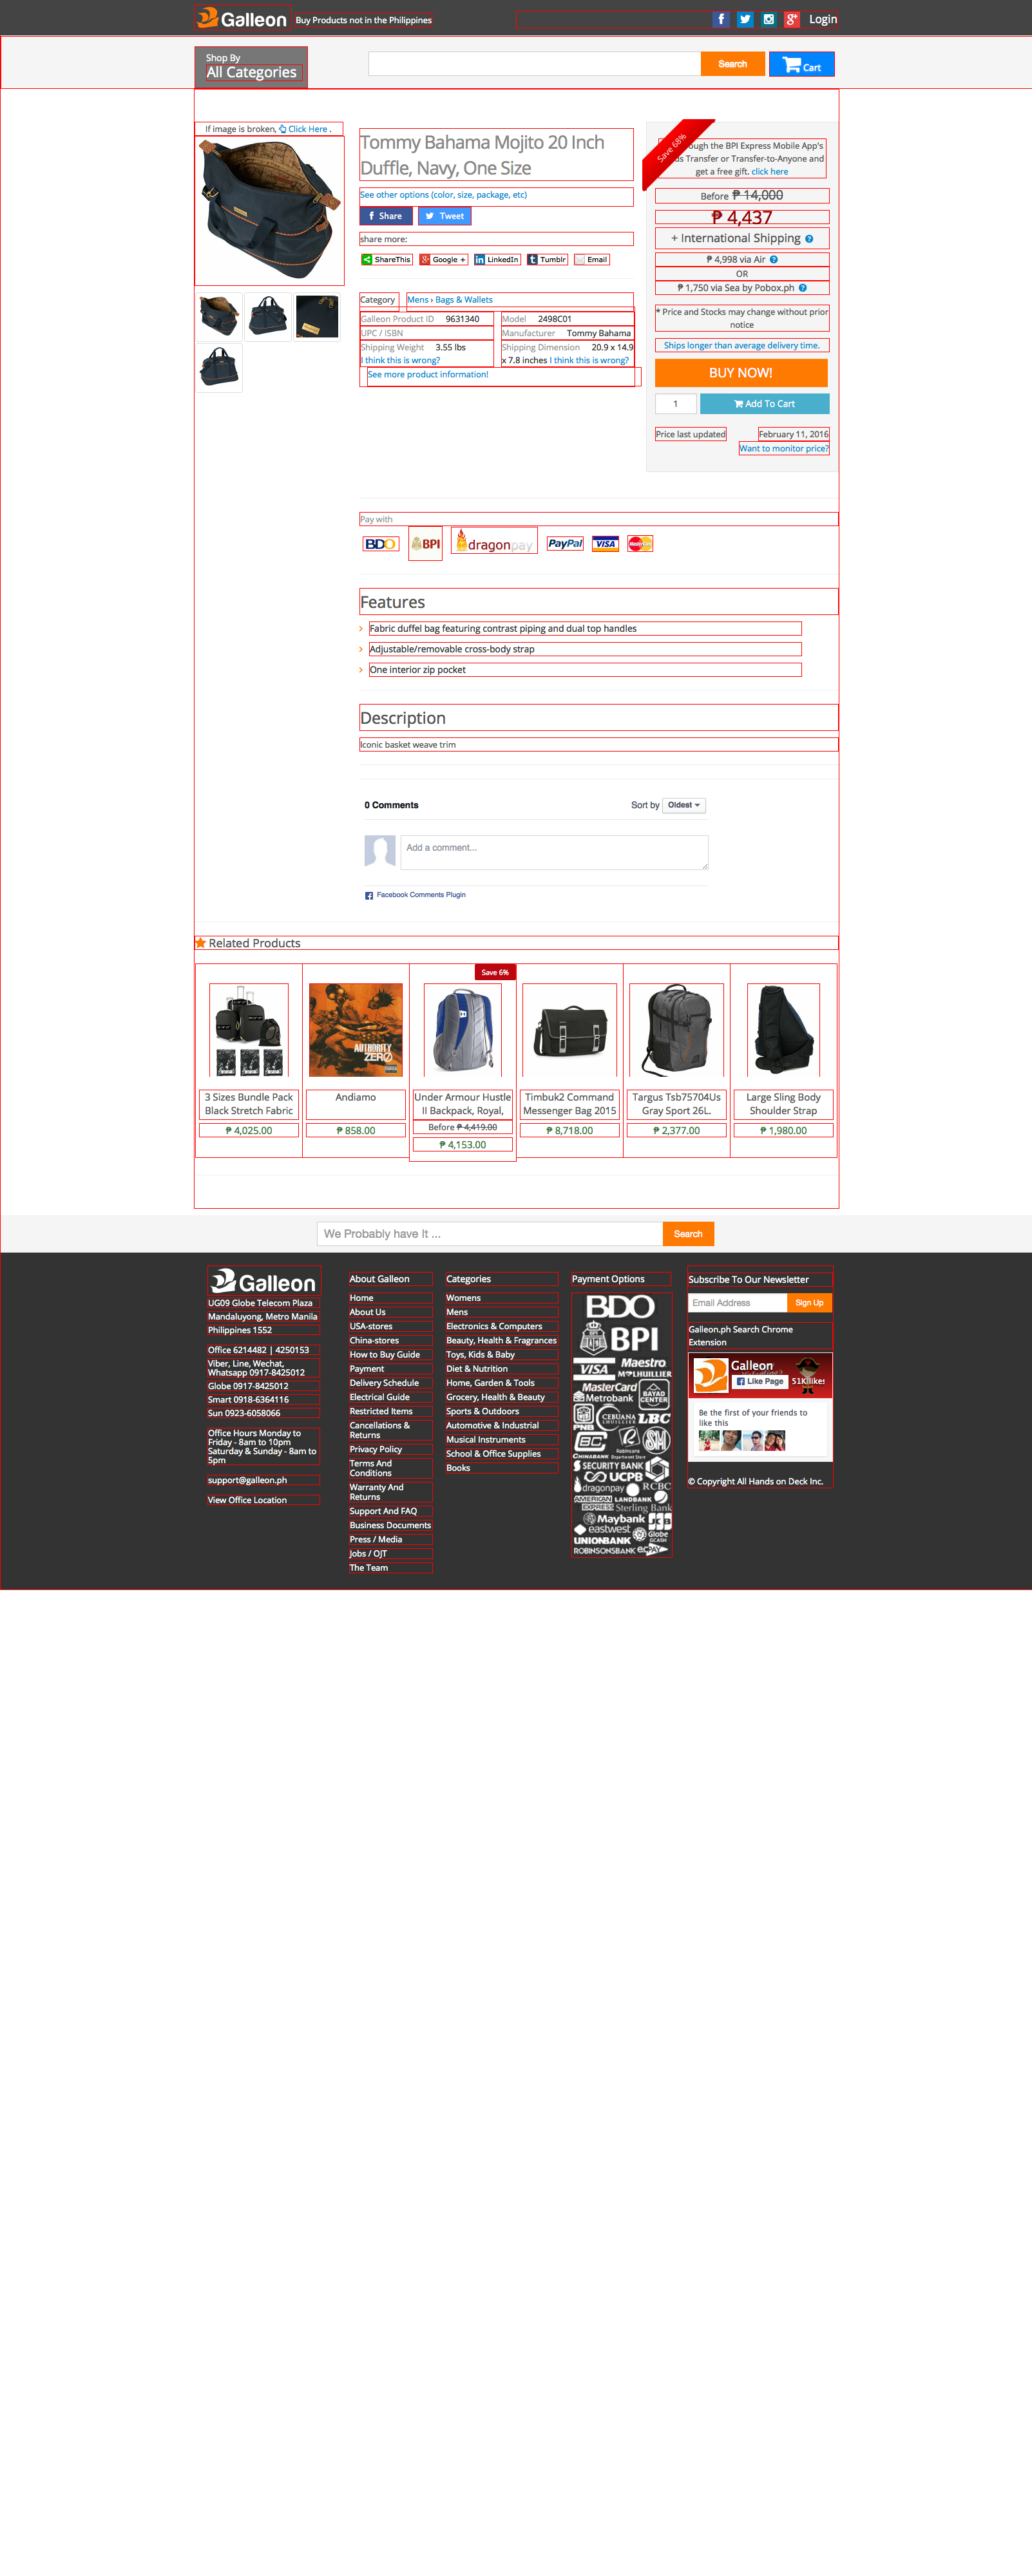 Galleon Buy Products not in the Philippines Login
Shop By
All Categories
Search
Cart
If image is broken, Click Here .
Tommy Bahama Mojito 20 Inch
Duffle, Navy, One Size
See other options (color, size, package, etc)
Share Tweet
share more:
ShareThis Google + LinkedIn Tumblr Email
Category Mens › Bags & Wallets
Galleon Product ID 9631340
Model 2498C01
UPC / ISBN
Manufacturer Tommy Bahama
Shipping Weight 3.55 lbs
I think this is wrong?
Shipping Dimension 20.9 x 14.9
x 7.8 inches I think this is wrong?
See more product information!
Save 68%
through the BPI Express Mobile App's
Transfer or Transfer-to-Anyone and
get a free gift. click here
Before ₱ 14,000
₱ 4,437
+ International Shipping
₱ 4,998 via Air
OR
₱ 1,750 via Sea by Pobox.ph
* Price and Stocks may change without prior
notice
Ships longer than average delivery time.
BUY NOW!
1
Add To Cart
Price last updated February 11, 2016
Want to monitor price?
Pay with
BDO BPI dragonpay PayPal VISA MasterCard
Features
Fabric duffel bag featuring contrast piping and dual top handles
Adjustable/removable cross-body strap
One interior zip pocket
Description
Iconic basket weave trim
0 Comments Sort by Oldest
Add a comment...
Facebook Comments Plugin
Related Products
Save 6%
AUTHORITY
ZERO
3 Sizes Bundle Pack
Black Stretch Fabric
₱ 4,025.00
Andiamo
₱ 858.00
Under Armour Hustle
II Backpack, Royal,
Before ₱ 4,419.00
₱ 4,153.00
Timbuk2 Command
Messenger Bag 2015
₱ 8,718.00
Targus Tsb75704Us
Gray Sport 26L.
₱ 2,377.00
Large Sling Body
Shoulder Strap
₱ 1,980.00
We Probably have It ...
Search
Galleon
UG09 Globe Telecom Plaza
Mandaluyong, Metro Manila
Philippines 1552
Office 6214482 | 4250153
Viber, Line, Wechat,
Whatsapp 0917-8425012
Globe 0917-8425012
Smart 0918-6364116
Sun 0923-6058066
Office Hours Monday to
Friday - 8am to 10pm
Saturday & Sunday - 8am to
5pm
support@galleon.ph
View Office Location
About Galleon
Home
About Us
USA-stores
China-stores
How to Buy Guide
Payment
Delivery Schedule
Electrical Guide
Restricted Items
Cancellations &
Returns
Privacy Policy
Terms And
Conditions
Warranty And
Returns
Support And FAQ
Business Documents
Press / Media
Jobs / OJT
The Team
Categories
Womens
Mens
Electronics & Computers
Beauty, Health & Fragrances
Toys, Kids & Baby
Diet & Nutrition
Home, Garden & Tools
Grocery, Health & Beauty
Sports & Outdoors
Automotive & Industrial
Musical Instruments
School & Office Supplies
Books
Payment Options
BDO
BPI
VISA Maestro
MLHUILLIER
MasterCard
Metrobank BAYAD CENTER
PNB CEBUANA LHUILLIER LBC
EC Robinsons SM
CHINABANK Department Store
SECURITY BANK
UCPB
dragonpay RCBC
AMERICAN EXPRESS LANDBANK
Sterling Bank
Maybank JCB
eastwest Globe GCASH
UNIONBANK
ROBINSONSBANK ecPAY
Subscribe To Our Newsletter
Email Address Sign Up
Galleon.ph Search Chrome
Extension
Galleon
Like Page 51K likes
Be the first of your friends to
like this
© Copyright All Hands on Deck Inc.